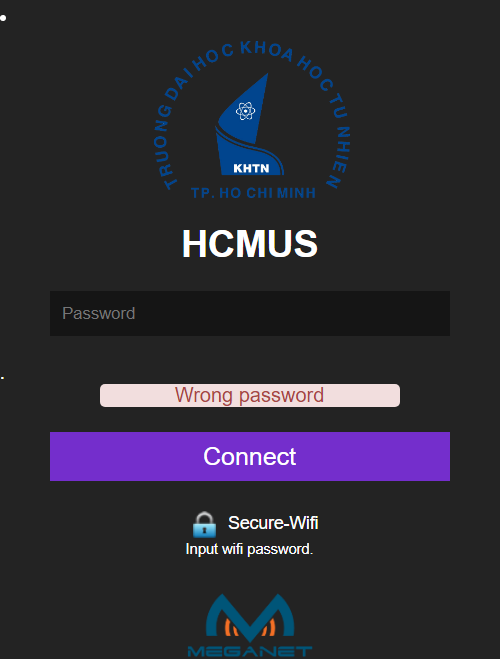 TRUONG DAI HOC KHOA HOC TU NHIEN
KHTN
TP. HO CHI MINH
HCMUS
Password
Wrong password
Connect
Secure-Wifi
Input wifi password.
MEGANET